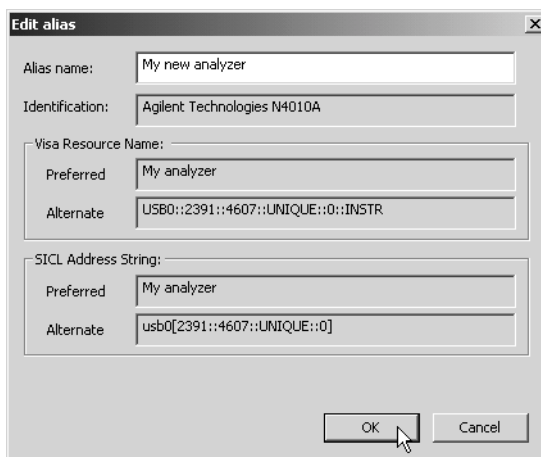 Edit alias
Alias name: My new analyzer
Identification: Agilent Technologies N4010A
Visa Resource Name:
Preferred My analyzer
Alternate USB0::2391::4607::UNIQUE::0::INSTR
SICL Address String:
Preferred My analyzer
Alternate usb0[2391::4607::UNIQUE::0]
OK Cancel